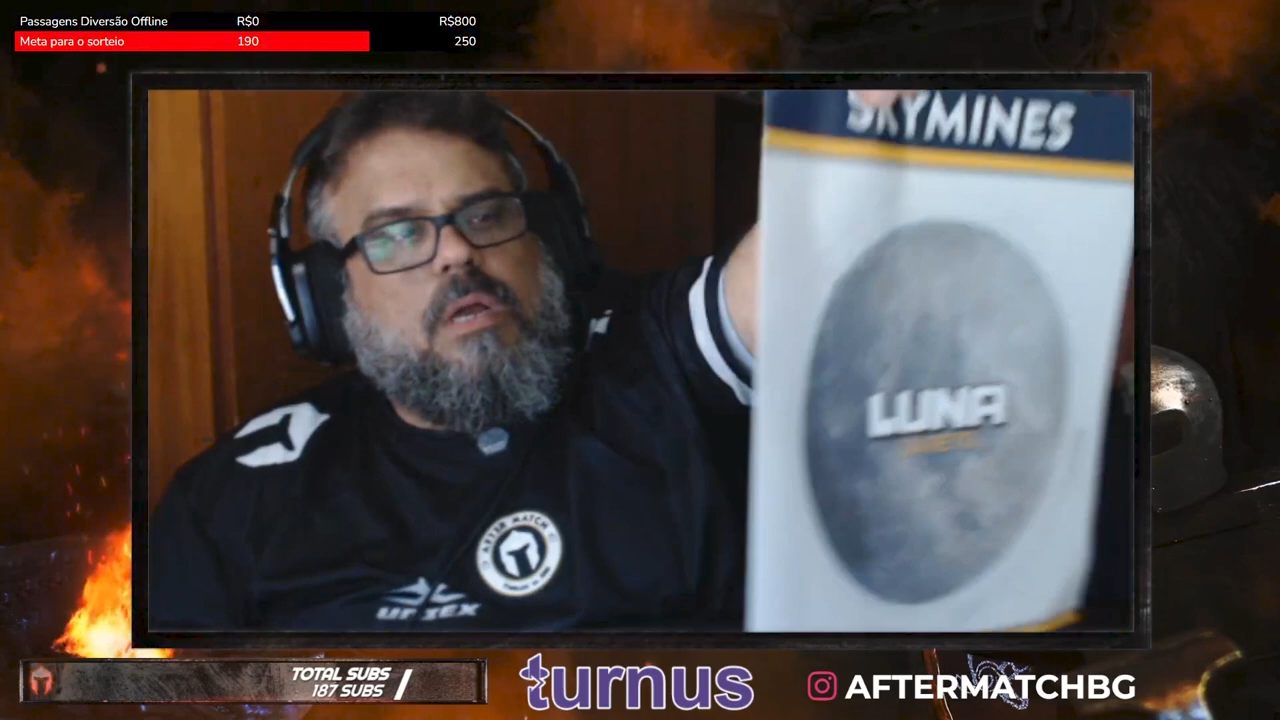 Passagens Diversão Offline R$0 R$800
Meta para o sorteio 190 250
SKYMINES
LUNA
AFTER MATCH
TOTAL SUBS
187 SUBS
turnus
AFTERMATCHBG